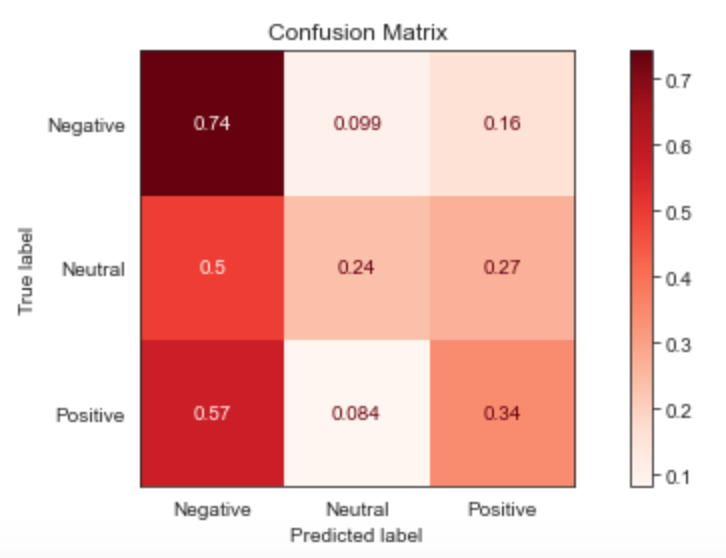 Confusion Matrix
Negative 0.74 0.099 0.16
Neutral 0.5 0.24 0.27
Positive 0.57 0.084 0.34
True label
Negative Neutral Positive
Predicted label
0.7
0.6
0.5
0.4
0.3
0.2
0.1